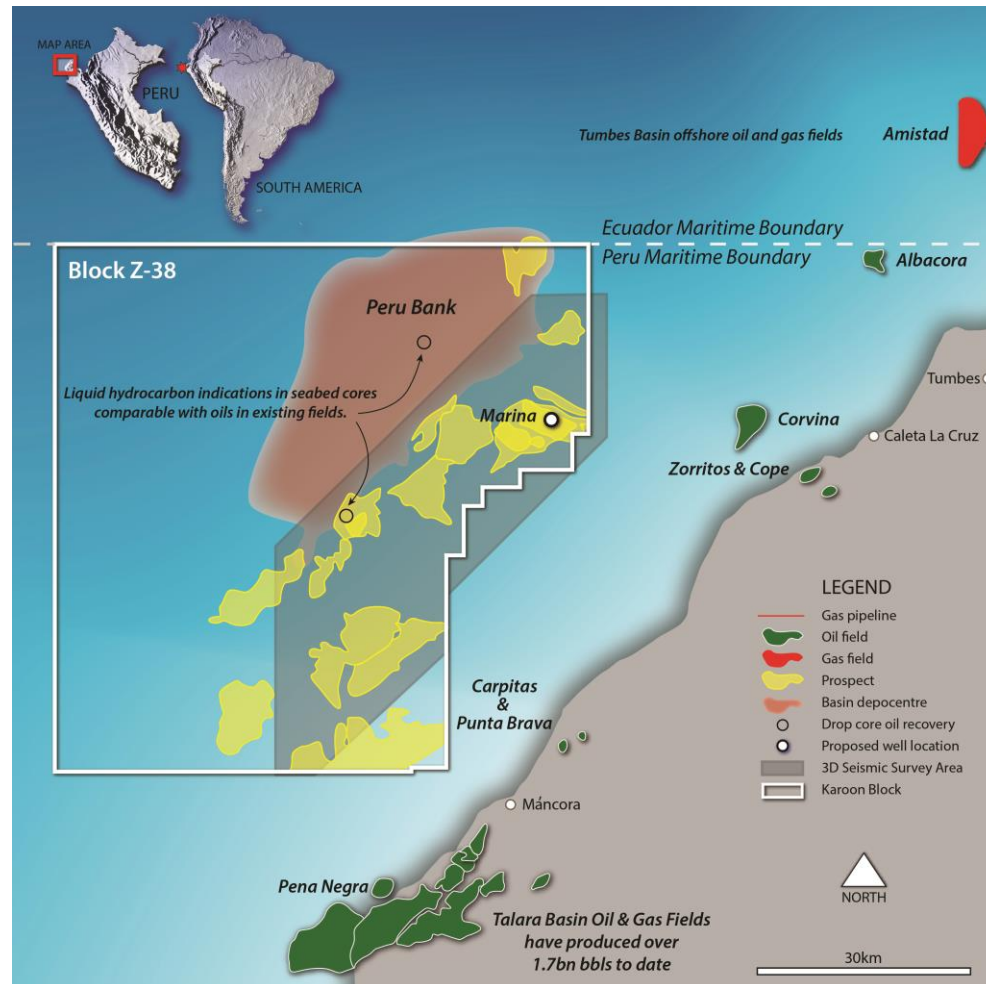 MAP AREA
PERU
SOUTH AMERICA
Tumbes Basin offshore oil and gas fields
Amistad
Ecuador Maritime Boundary
Peru Maritime Boundary
Albacora
Block Z-38
Peru Bank
Liquid hydrocarbon indications in seabed cores
comparable with oils in existing fields.
Marina
Tumbes
Corvina
Caleta La Cruz
Zorritos & Cope
LEGEND
Gas pipeline
Oil field
Gas field
Prospect
Basin depocentre
Drop core oil recovery
Proposed well location
3D Seismic Survey Area
Karoon Block
Carpitas
&
Punta Brava
Máncora
Pena Negra
Talara Basin Oil & Gas Fields
have produced over
1.7bn bbls to date
NORTH
30km